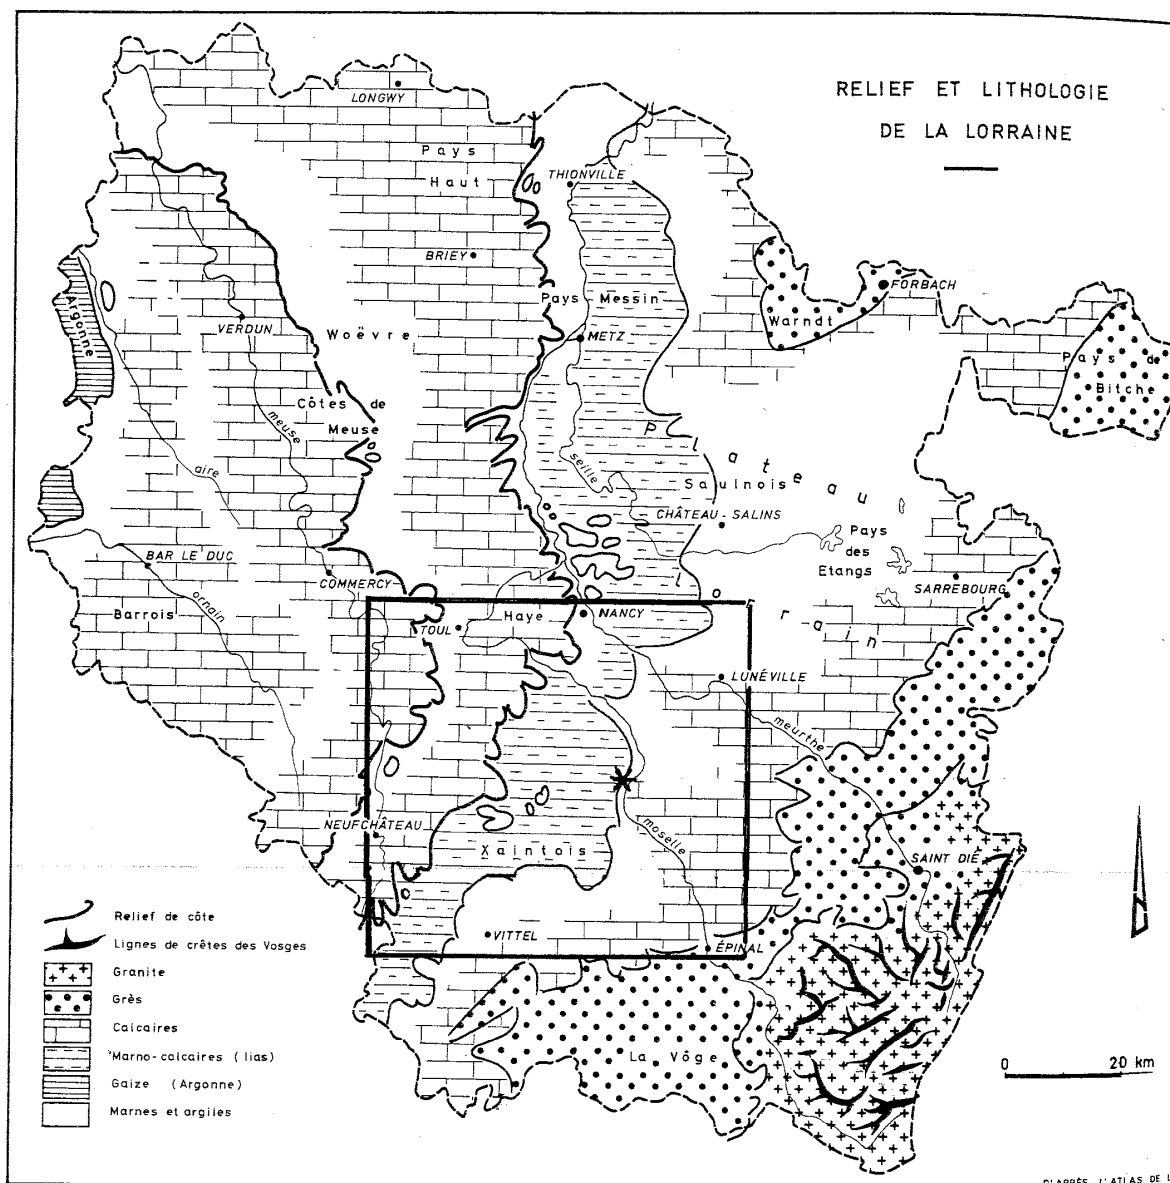 RELIEF ET LITHOLOGIE
DE LA LORRAINE
LONGWY
Pays
Haut
THIONVILLE
BRIEY
Pays Messin
FORBACH
Warndt
Argonne
VERDUN
Woëvre
METZ
Pays de
Bitche
Côtes de
Meuse
meuse
Plateau Lorrain
aire
seille
Saulnois
CHÂTEAU-SALINS
Pays
des
Etangs
BAR LE DUC
COMMERCY
SARREBOURG
Barrois
ornain
TOUL
Haye
NANCY
LUNÉVILLE
meurthe
NEUFCHÂTEAU
moselle
Xaintois
SAINT DIÉ
VITTEL
ÉPINAL
La Vôge
Relief de côte
Lignes de crêtes des Vosges
Granite
Grès
Calcaires
Marno-calcaires (lias)
Gaize (Argonne)
Marnes et argiles
0 20 km
D'APRÈS L'ATLAS DE L